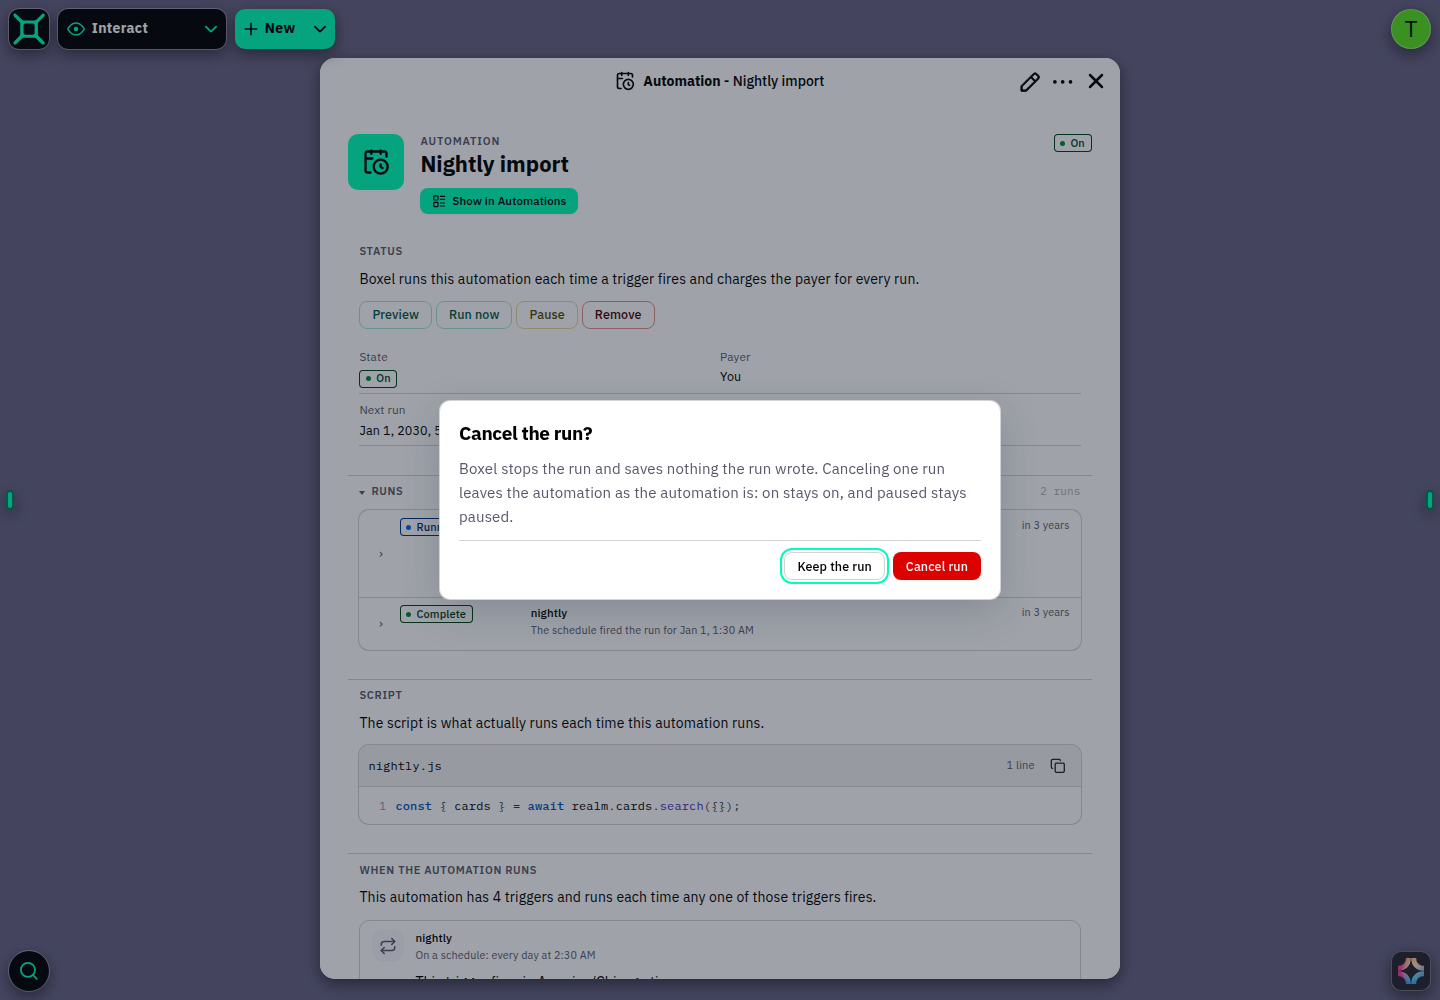 Interact
New
T
Automation - Nightly import
AUTOMATION
Nightly import
On
Show in Automations
STATUS
Boxel runs this automation each time a trigger fires and charges the payer for every run.
Preview
Run now
Pause
Remove
State
Payer
On
You
Next run
Jan 1, 2030,
Cancel the run?
Boxel stops the run and saves nothing the run wrote. Canceling one run
leaves the automation as the automation is: on stays on, and paused stays
paused.
Keep the run
Cancel run
RUNS
2 runs
in 3 years
Complete
nightly
in 3 years
The schedule fired the run for Jan 1, 1:30 AM
SCRIPT
The script is what actually runs each time this automation runs.
nightly.js
1 line
1 const { cards } = await realm.cards.search({});
WHEN THE AUTOMATION RUNS
This automation has 4 triggers and runs each time any one of those triggers fires.
nightly
On a schedule: every day at 2:30 AM